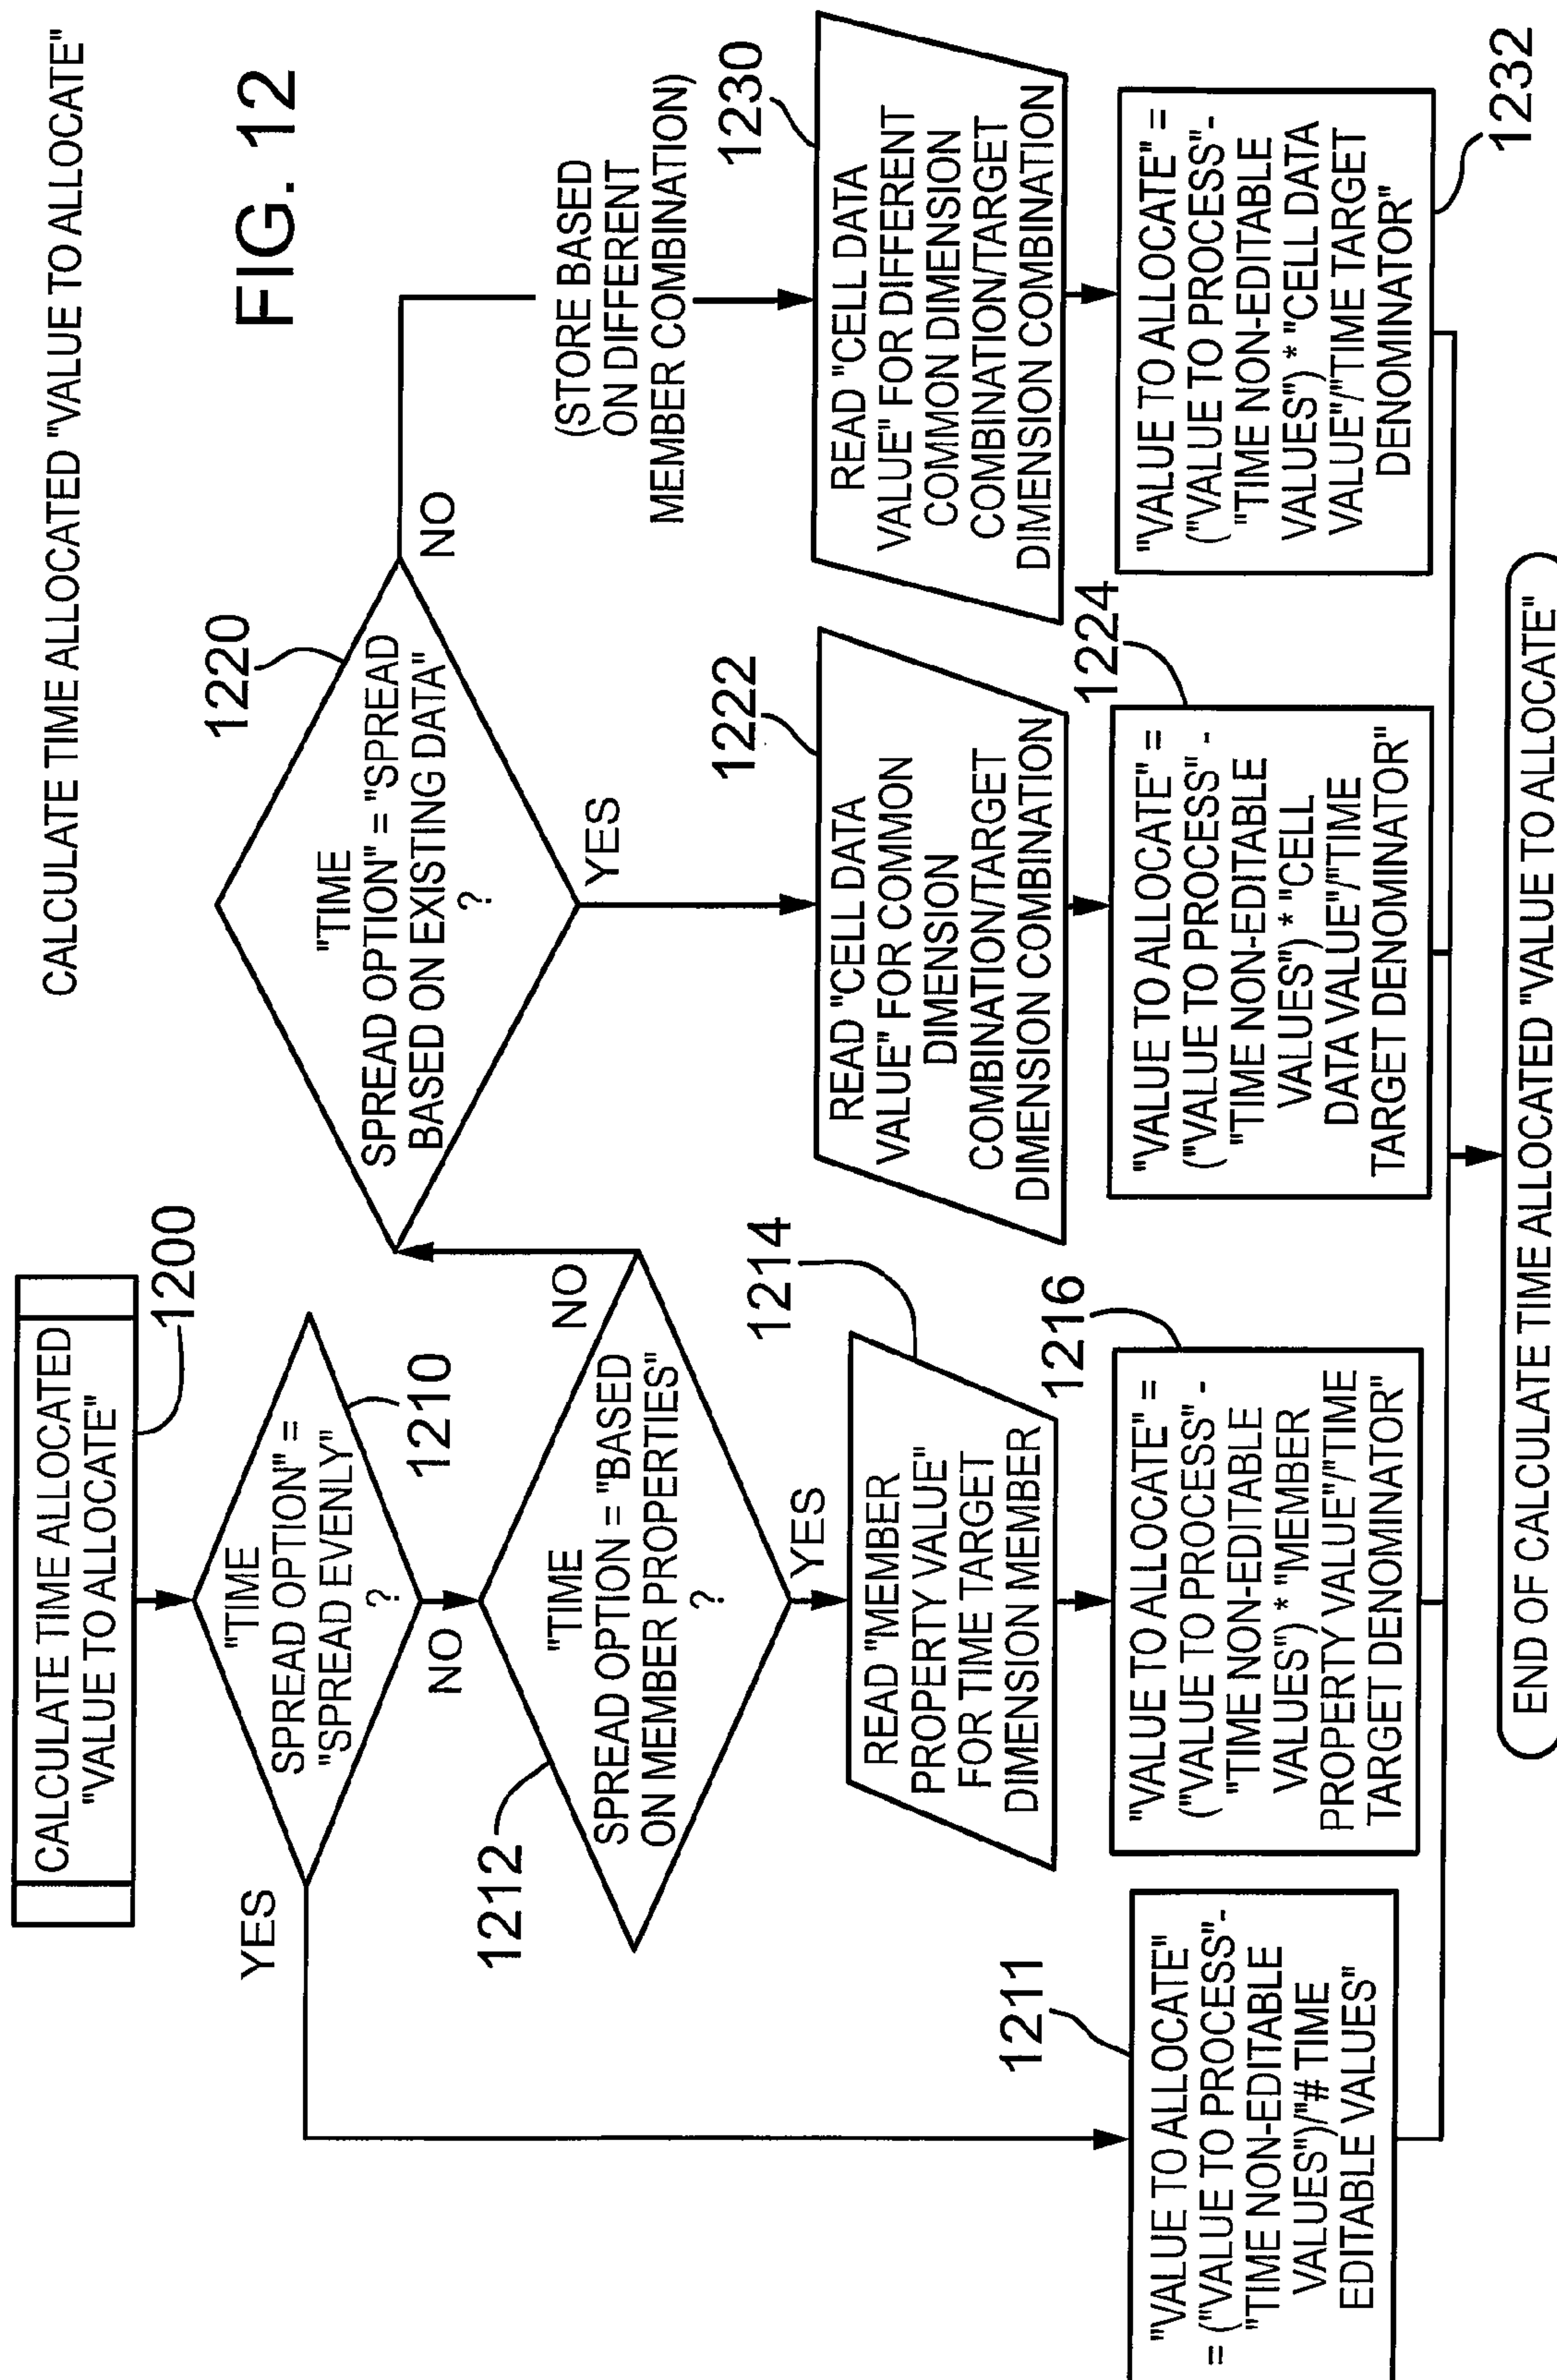 CALCULATE TIME ALLOCATED "VALUE TO ALLOCATE"
FIG. 12
CALCULATE TIME ALLOCATED
"VALUE TO ALLOCATE"
1200
"TIME
SPREAD OPTION" =
"SPREAD EVENLY"
?
1210
YES
NO
"TIME
SPREAD OPTION = "BASED
ON MEMBER PROPERTIES"
?
1212
NO
YES
"TIME
SPREAD OPTION" = "SPREAD
BASED ON EXISTING DATA"
?
1220
NO
YES
(STORE BASED
ON DIFFERENT
MEMBER COMBINATION)
1211
"VALUE TO ALLOCATE"
= ("VALUE TO PROCESS"-
"TIME NON-EDITABLE
VALUES")/"# TIME
EDITABLE VALUES"
READ "MEMBER
PROPERTY VALUE"
FOR TIME TARGET
DIMENSION MEMBER
1214
"VALUE TO ALLOCATE" =
("VALUE TO PROCESS" -
"TIME NON-EDITABLE
VALUES") * "MEMBER
PROPERTY VALUE"/"TIME
TARGET DENOMINATOR"
1216
READ "CELL DATA
VALUE" FOR COMMON
DIMENSION
COMBINATION/TARGET
DIMENSION COMBINATION
1222
"VALUE TO ALLOCATE" =
("VALUE TO PROCESS" -
"TIME NON-EDITABLE
VALUES") * "CELL
DATA VALUE"/"TIME
TARGET DENOMINATOR"
1224
READ "CELL DATA
VALUE" FOR DIFFERENT
COMMON DIMENSION
COMBINATION/TARGET
DIMENSION COMBINATION
1230
"VALUE TO ALLOCATE" =
("VALUE TO PROCESS"-
"TIME NON-EDITABLE
VALUES") * "CELL DATA
VALUE"/"TIME TARGET
DENOMINATOR"
1232
END OF CALCULATE TIME ALLOCATED "VALUE TO ALLOCATE"